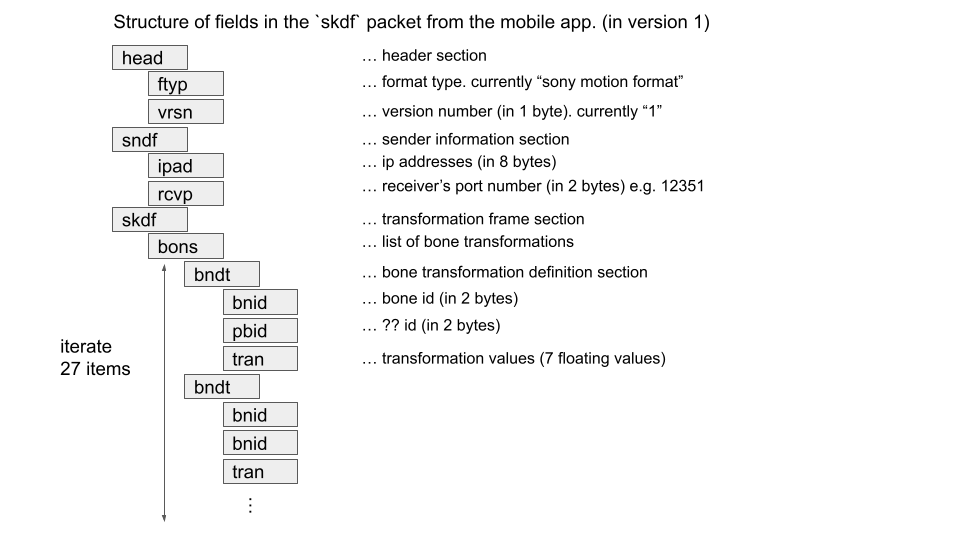 Structure of fields in the `skdf` packet from the mobile app. (in version 1)
head … header section
ftyp … format type. currently “sony motion format”
vrsn … version number (in 1 byte). currently “1”
sndf … sender information section
ipad … ip addresses (in 8 bytes)
rcvp … receiver’s port number (in 2 bytes) e.g. 12351
skdf … transformation frame section
bons … list of bone transformations
bndt … bone transformation definition section
bnid … bone id (in 2 bytes)
pbid … ?? id (in 2 bytes)
tran … transformation values (7 floating values)
iterate
27 items
bndt
bnid
bnid
tran
⋮